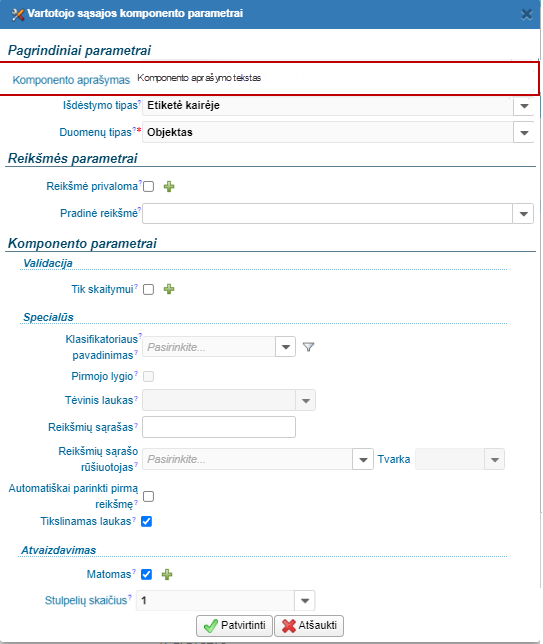 Vartotojo sąsajos komponento parametrai
Pagrindiniai parametrai
Komponento aprašymas Komponento aprašymo tekstas
Išdėstymo tipas? Etiketė kairėje
Duomenų tipas?* Objektas
Reikšmės parametrai
Reikšmė privaloma?
Pradinė reikšmė?
Komponento parametrai
Validacija
Tik skaitymui?
Specialūs
Klasifikatoriaus?
pavadinimas? Pasirinkite...
Pirmojo lygio?
Tėvinis laukas?
Reikšmių sąrašas?
Reikšmių sąrašo
rūšiuotojas? Pasirinkite... Tvarka
Automatiškai parinkti pirmą
reikšmę?
Tikslinamas laukas?
Atvaizdavimas
Matomas?
Stulpelių skaičius? 1
Patvirtinti Atšaukti